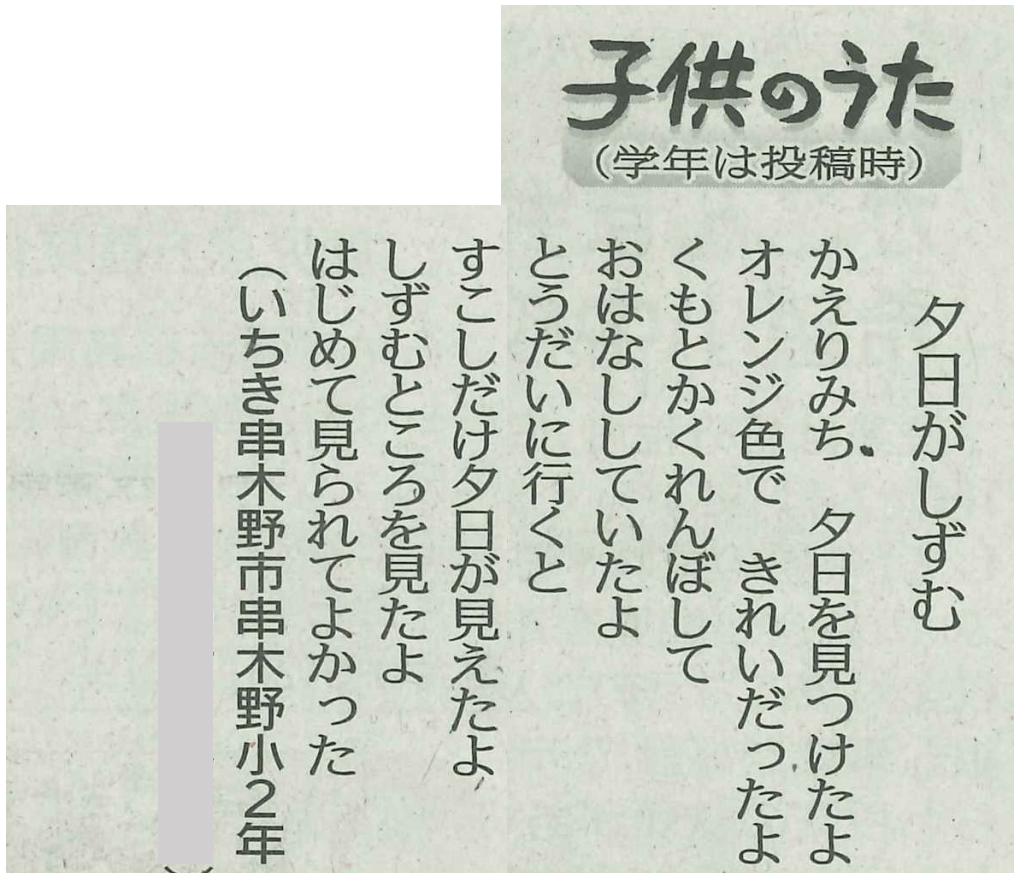 子供のうた
（学年は投稿時）
夕日がしずむ
かえりみち　夕日を見つけたよ
オレンジ色で　きれいだったよ
くもとかくれんぼして
おはなししていたよ
とうだいに行くと
すこしだけ夕日が見えたよ
しずむところを見たよ
はじめて見られてよかった
（いちき串木野市串木野小2年
）